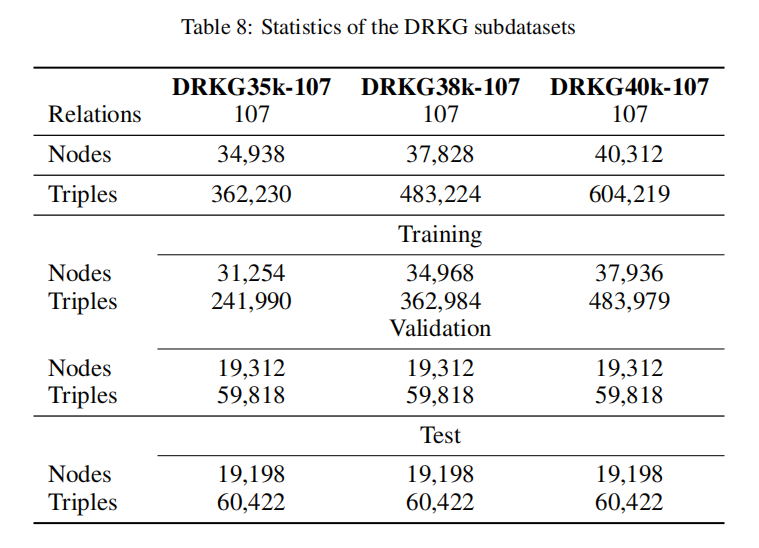 Table 8: Statistics of the DRKG subdatasets
DRKG35k-107 DRKG38k-107 DRKG40k-107
Relations 107 107 107
Nodes 34,938 37,828 40,312
Triples 362,230 483,224 604,219
Training
Nodes 31,254 34,968 37,936
Triples 241,990 362,984 483,979
Validation
Nodes 19,312 19,312 19,312
Triples 59,818 59,818 59,818
Test
Nodes 19,198 19,198 19,198
Triples 60,422 60,422 60,422